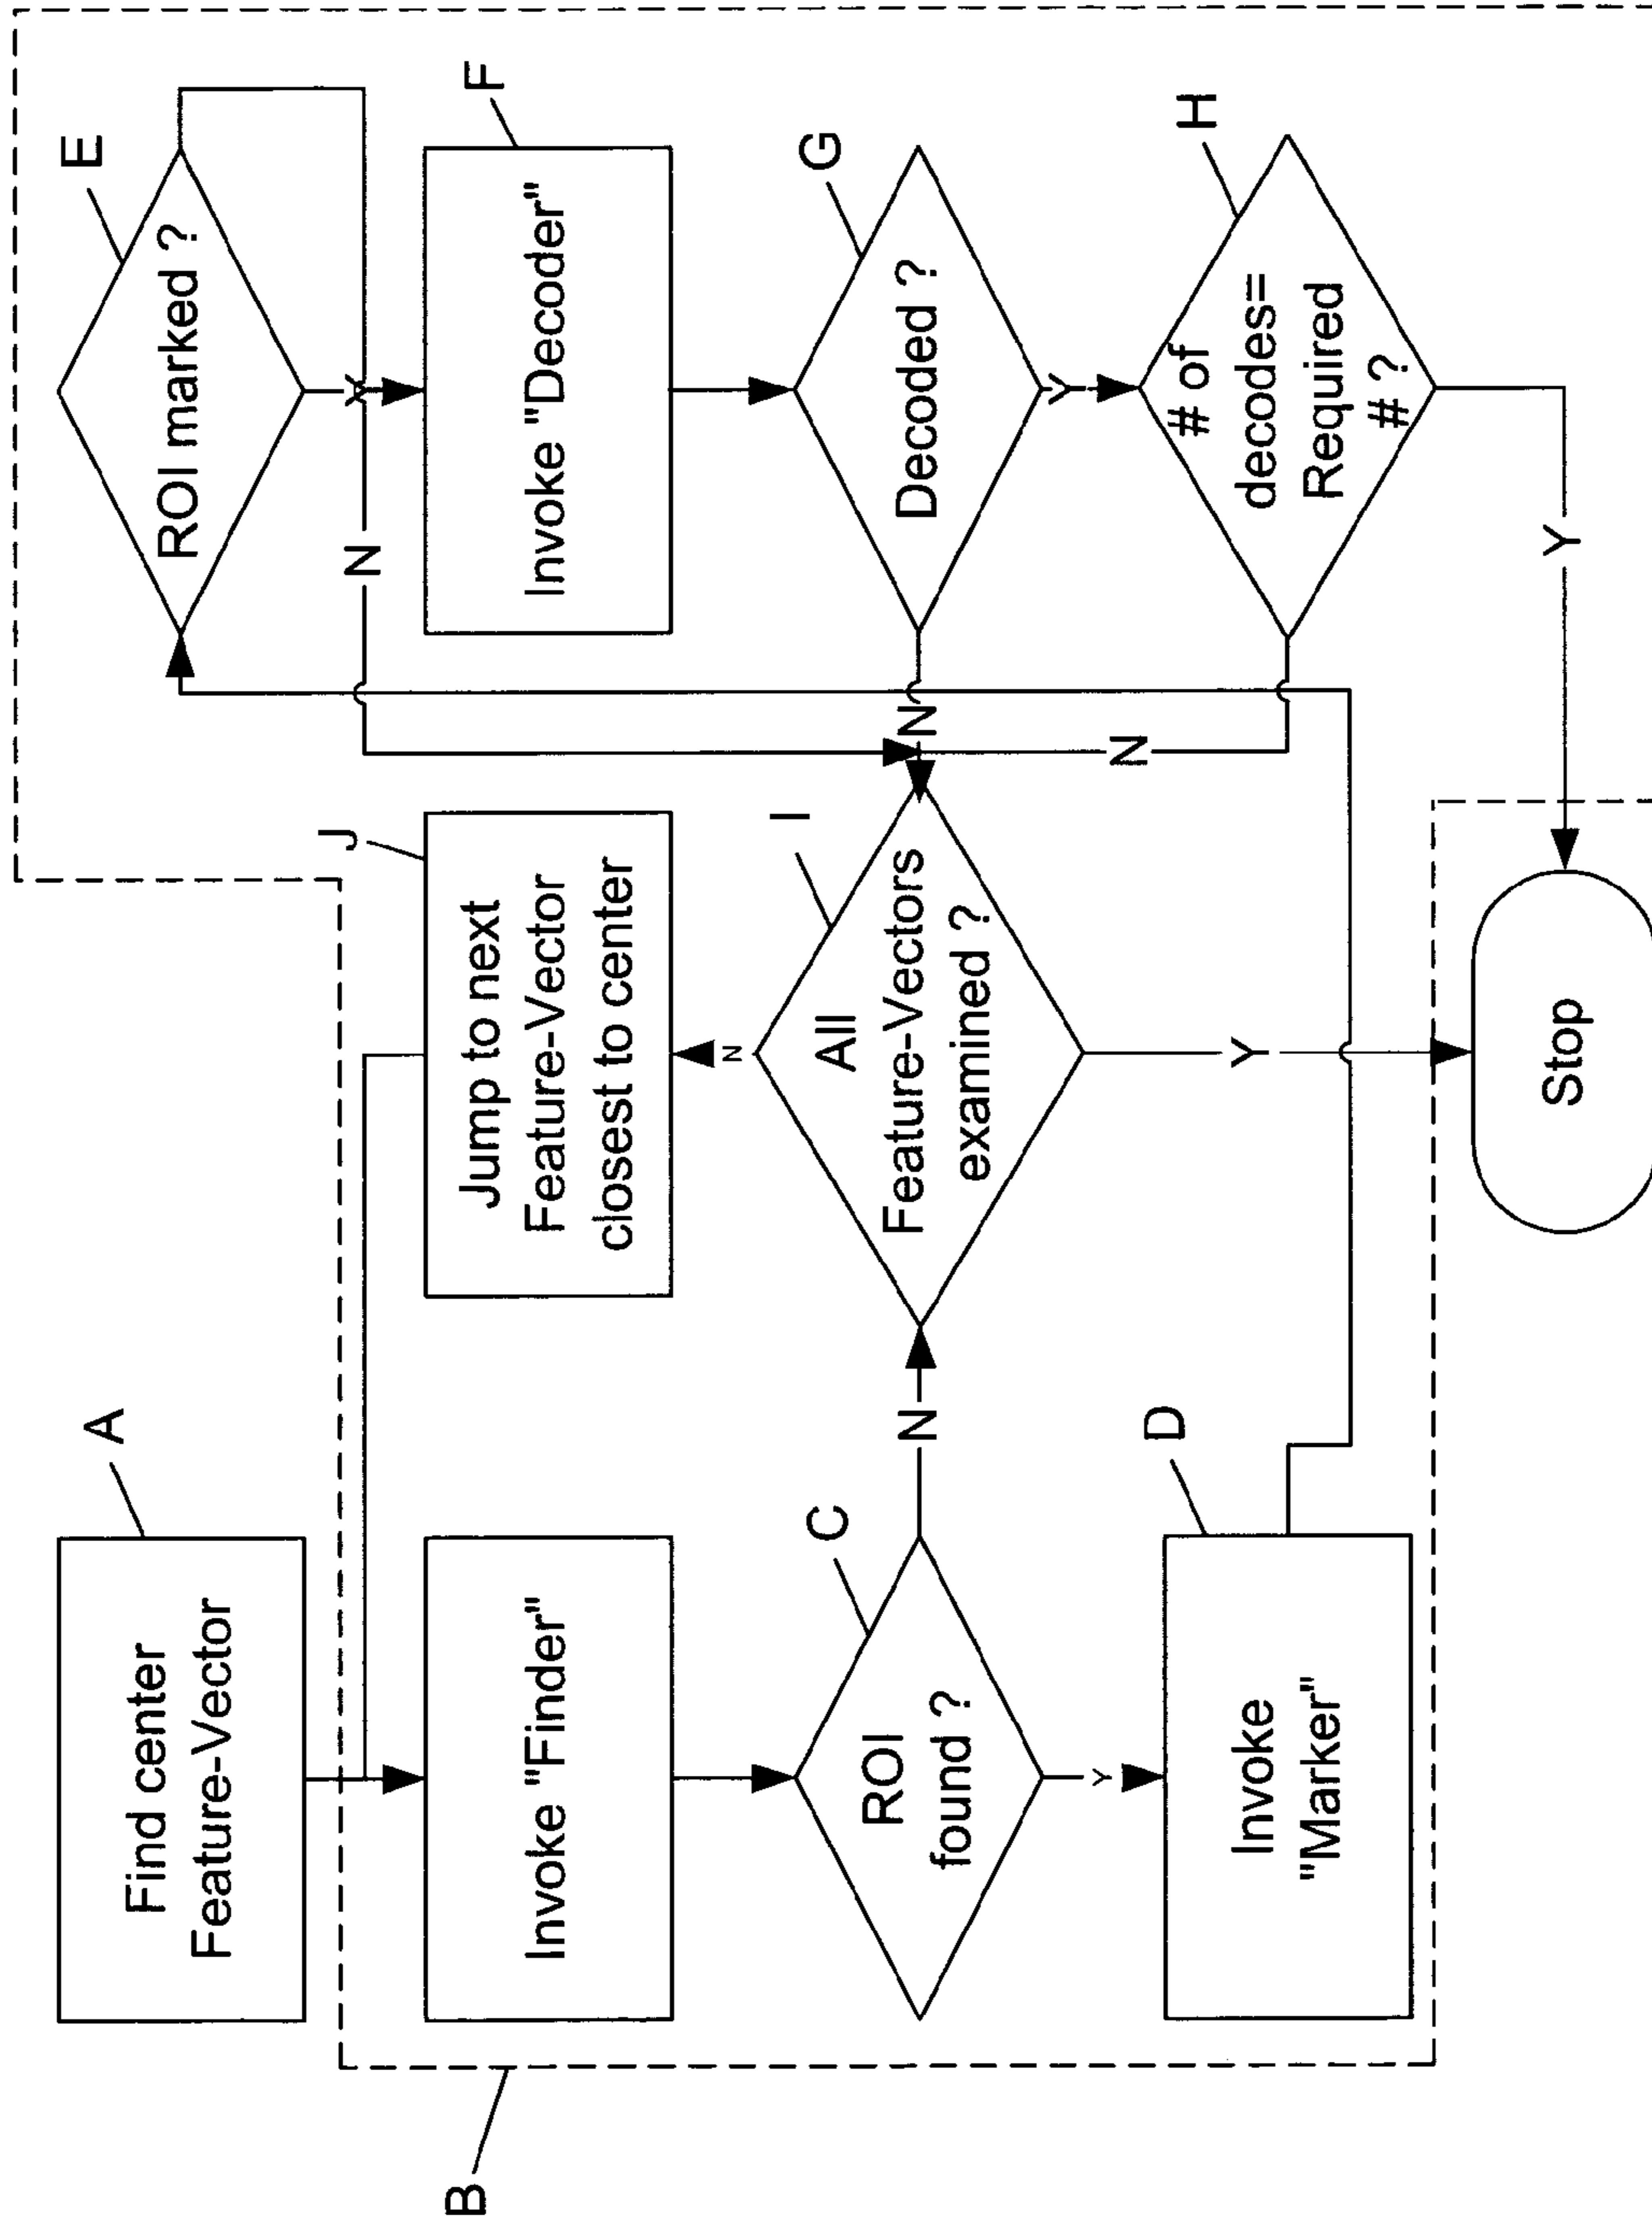 A
Find center
Feature-Vector
B
Invoke "Finder"
C
ROI
found ?
N
Y
D
Invoke
"Marker"
J
Jump to next
Feature-Vector
closest to center
N
I
All
Feature-Vectors
examined ?
Y
Stop
E
ROI marked ?
Y
N
F
Invoke "Decoder"
G
Decoded ?
N
Y
H
# of
decodes=
Required
# ?
N
Y